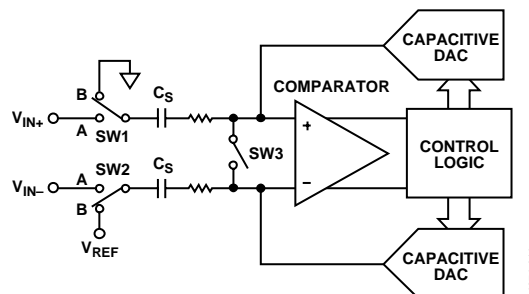 CAPACITIVE
DAC
COMPARATOR
B
CS
VIN+
A
SW1
+
SW3
CONTROL
LOGIC
CS
VIN–
A
SW2
B
–
VREF
CAPACITIVE
DAC